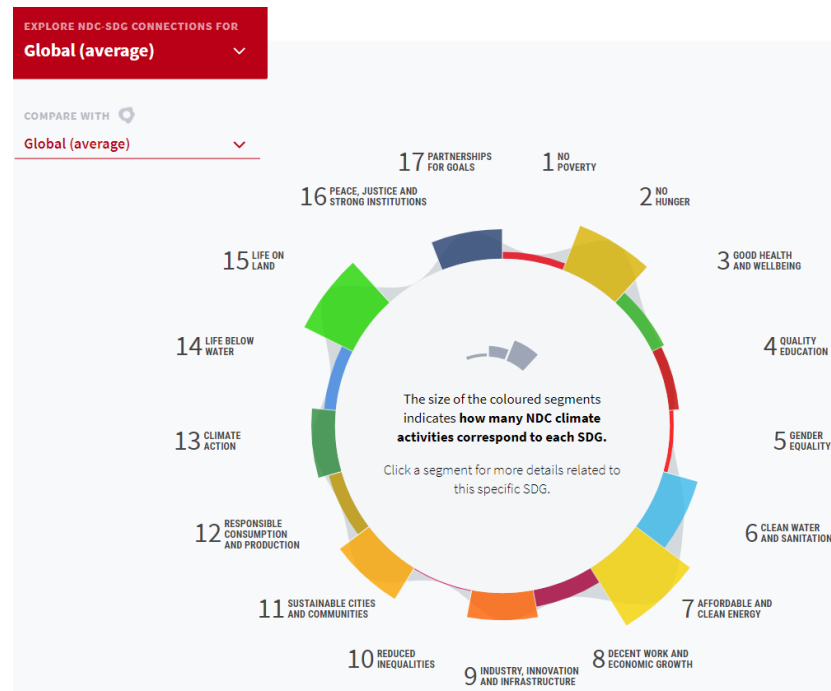 EXPLORE NDC-SDG CONNECTIONS FOR
Global (average)
COMPARE WITH
Global (average)
17 PARTNERSHIPS
FOR GOALS
1 NO
POVERTY
16 PEACE, JUSTICE AND
STRONG INSTITUTIONS
2 NO
HUNGER
15 LIFE ON
LAND
3 GOOD HEALTH
AND WELLBEING
14 LIFE BELOW
WATER
4 QUALITY
EDUCATION
The size of the coloured segments
indicates how many NDC climate
activities correspond to each SDG.
Click a segment for more details related to
this specific SDG.
13 CLIMATE
ACTION
5 GENDER
EQUALITY
12 RESPONSIBLE
CONSUMPTION
AND PRODUCTION
6 CLEAN WATER
AND SANITATION
11 SUSTAINABLE CITIES
AND COMMUNITIES
7 AFFORDABLE AND
CLEAN ENERGY
10 REDUCED
INEQUALITIES
8 DECENT WORK AND
ECONOMIC GROWTH
9 INDUSTRY, INNOVATION
AND INFRASTRUCTURE